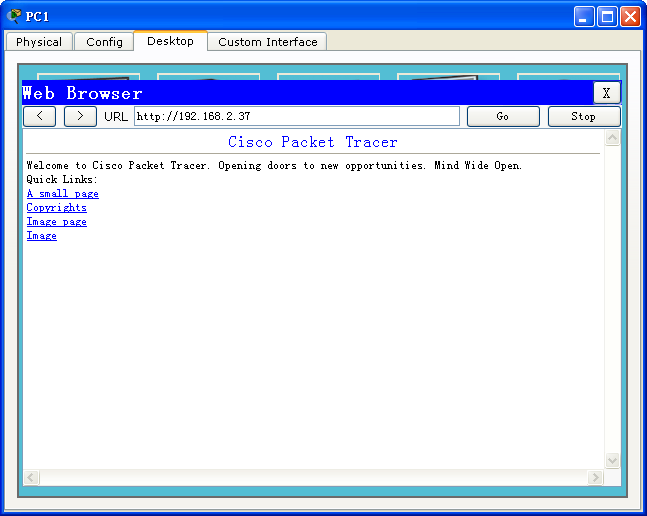 PC1
Physical Config Desktop Custom Interface
Web Browser X
< > URL http://192.168.2.37 Go Stop
Cisco Packet Tracer
Welcome to Cisco Packet Tracer. Opening doors to new opportunities. Mind Wide Open.
Quick Links:
A small page
Copyrights
Image page
Image